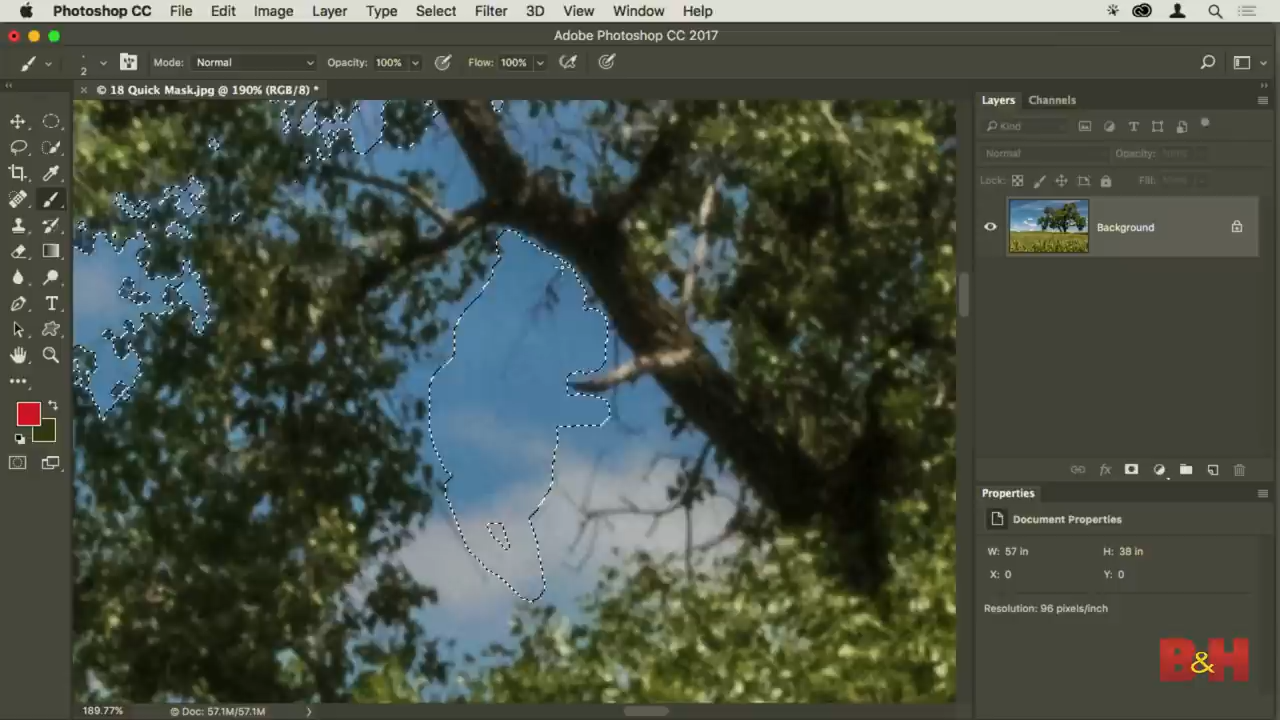 Photoshop CC File Edit Image Layer Type Select Filter 3D View Window Help
Adobe Photoshop CC 2017
2 Mode: Normal Opacity: 100% Flow: 100%
× © 18 Quick Mask.jpg @ 190% (RGB/8) *
Layers Channels
Kind
Normal Opacity:
Lock: Fill:
Background
fx
Properties
Document Properties
W: 57 in H: 38 in
X: 0 Y: 0
Resolution: 96 pixels/inch
B&H
189.77% © Doc: 57.1M/57.1M